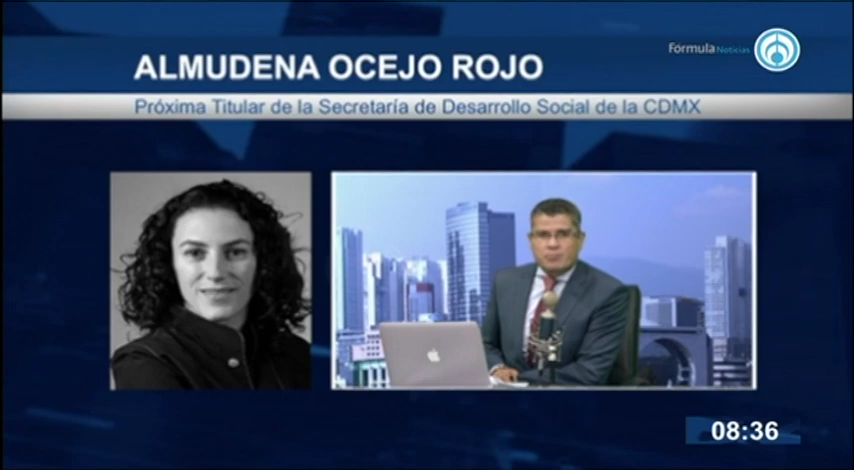 ALMUDENA OCEJO ROJO
Fórmula Noticias
Próxima Titular de la Secretaría de Desarrollo Social de la CDMX
08:36